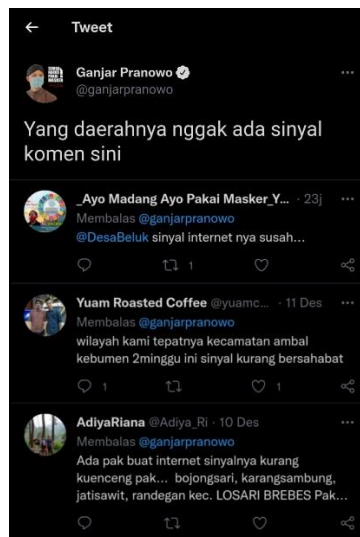 Tweet
Ganjar Pranowo
@ganjarpranowo
Yang daerahnya nggak ada sinyal
komen sini
_Ayo Madang Ayo Pakai Masker_Y... · 23j
Membalas @ganjarpranowo
@DesaBeluk sinyal internet nya susah...
1
Yuam Roasted Coffee @yuamc... · 11 Des
Membalas @ganjarpranowo
wilayah kami tepatnya kecamatan ambal
kebumen 2minggu ini sinyal kurang bersahabat
1 1
AdiyaRiana @Adiya_Ri · 10 Des
Membalas @ganjarpranowo
Ada pak buat internet sinyalnya kurang
kuenceng pak... bojongsari, karangsambung,
jatisawit, randegan kec. LOSARI BREBES Pak...